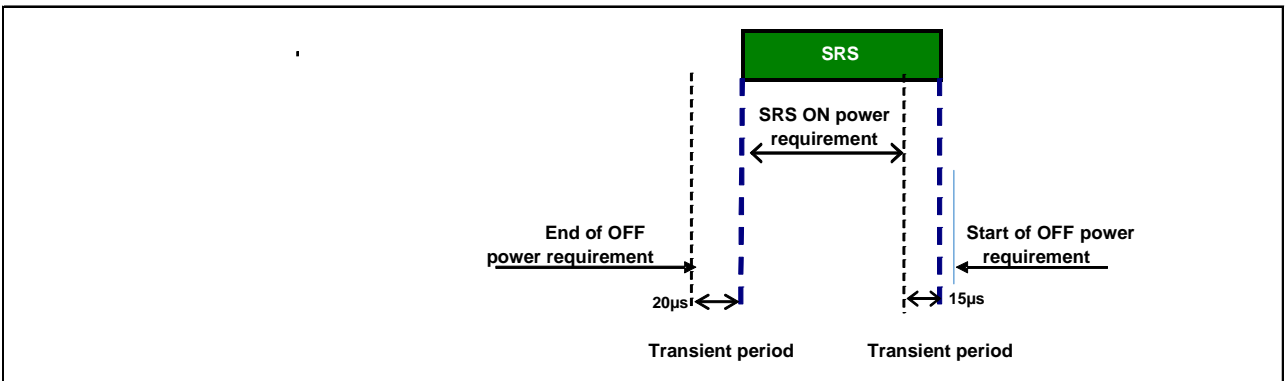 SRS
SRS ON power
requirement
End of OFF
power requirement
Start of OFF power
requirement
20µs
15µs
Transient period
Transient period